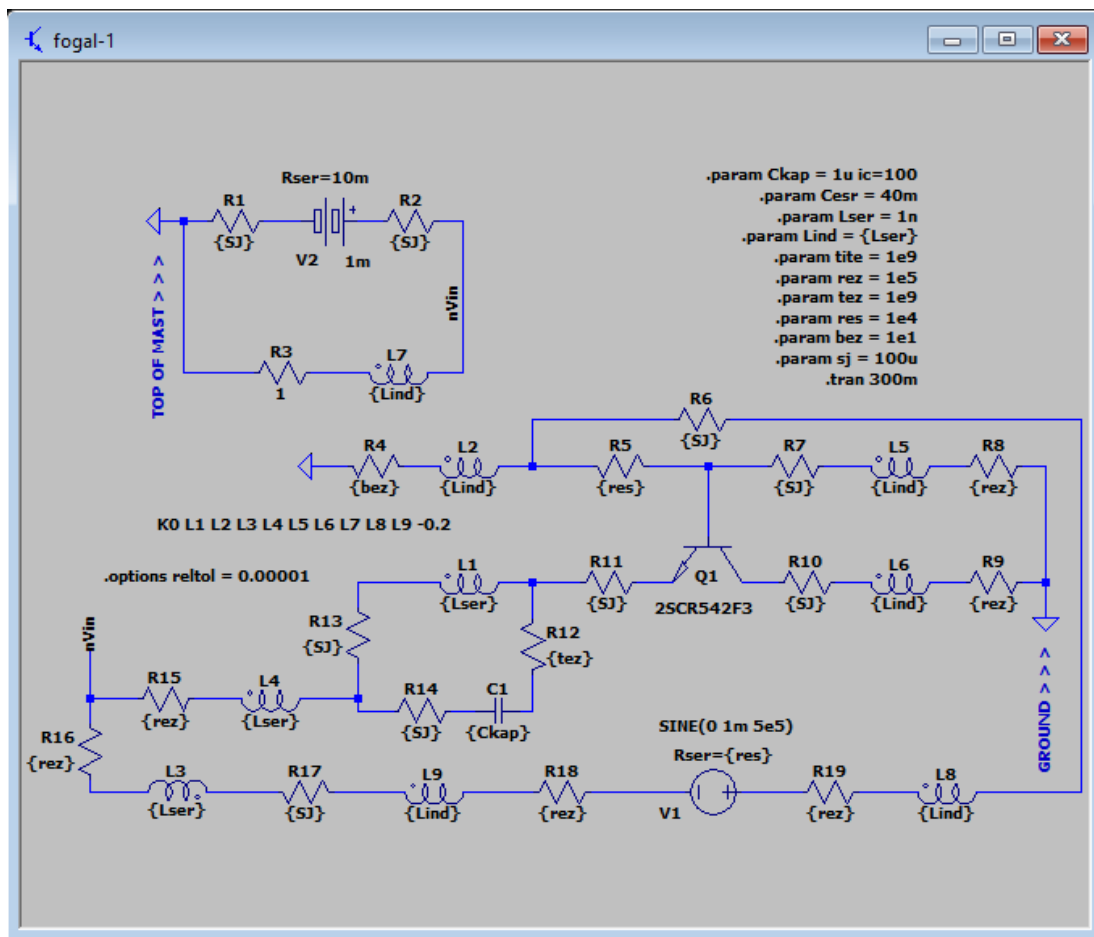 fogal-1
Rser=10m
.param Ckap = 1u ic=100
.param Cesr = 40m
.param Lser = 1n
.param Lind = {Lser}
.param tite = 1e9
.param rez = 1e5
.param tez = 1e9
.param res = 1e4
.param bez = 1e1
.param sj = 100u
.tran 300m
R1
{SJ}
V2
+
1m
R2
{SJ}
nVin
TOP OF MAST > > >
R3
1
L7
{Lind}
R6
{SJ}
R4
{bez}
L2
{Lind}
R5
{res}
R7
{SJ}
L5
{Lind}
R8
{rez}
K0 L1 L2 L3 L4 L5 L6 L7 L8 L9 -0.2
.options reltol = 0.00001
L1
{Lser}
R11
{SJ}
Q1
2SCR542F3
R10
{SJ}
L6
{Lind}
R9
{rez}
R13
{SJ}
R12
{tez}
nVin
R15
{rez}
L4
{Lser}
R14
{SJ}
C1
{Ckap}
GROUND > > >
SINE(0 1m 5e5)
Rser={res}
R16
{rez}
L3
{Lser}
R17
{SJ}
L9
{Lind}
R18
{rez}
V1
R19
{rez}
L8
{Lind}